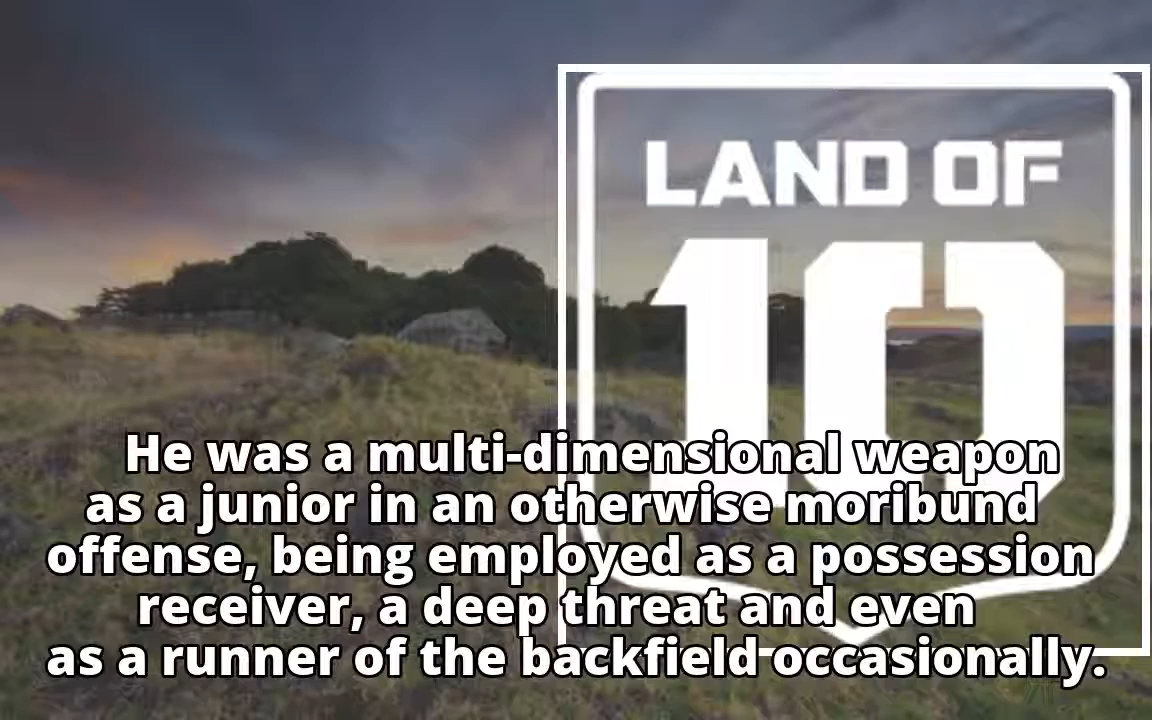 LAND OF
10
He was a multi-dimensional weapon
as a junior in an otherwise moribund
offense, being employed as a possession
receiver, a deep threat and even
as a runner of the backfield occasionally.